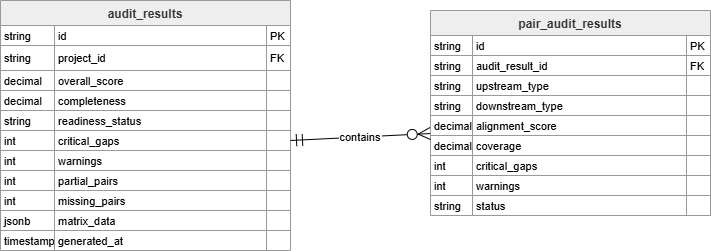 audit_results
string id PK
string project_id FK
decimal overall_score
decimal completeness
string readiness_status
int critical_gaps
int warnings
int partial_pairs
int missing_pairs
jsonb matrix_data
timestamp generated_at
contains
pair_audit_results
string id PK
string audit_result_id FK
string upstream_type
string downstream_type
decimal alignment_score
decimal coverage
int critical_gaps
int warnings
string status